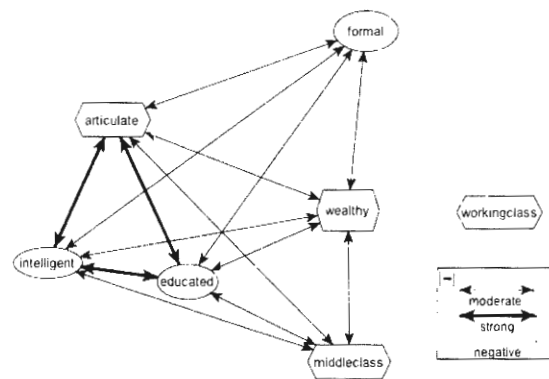 formal
articulate
wealthy
workingclass
intelligent
educated
moderate
strong
middleclass
negative